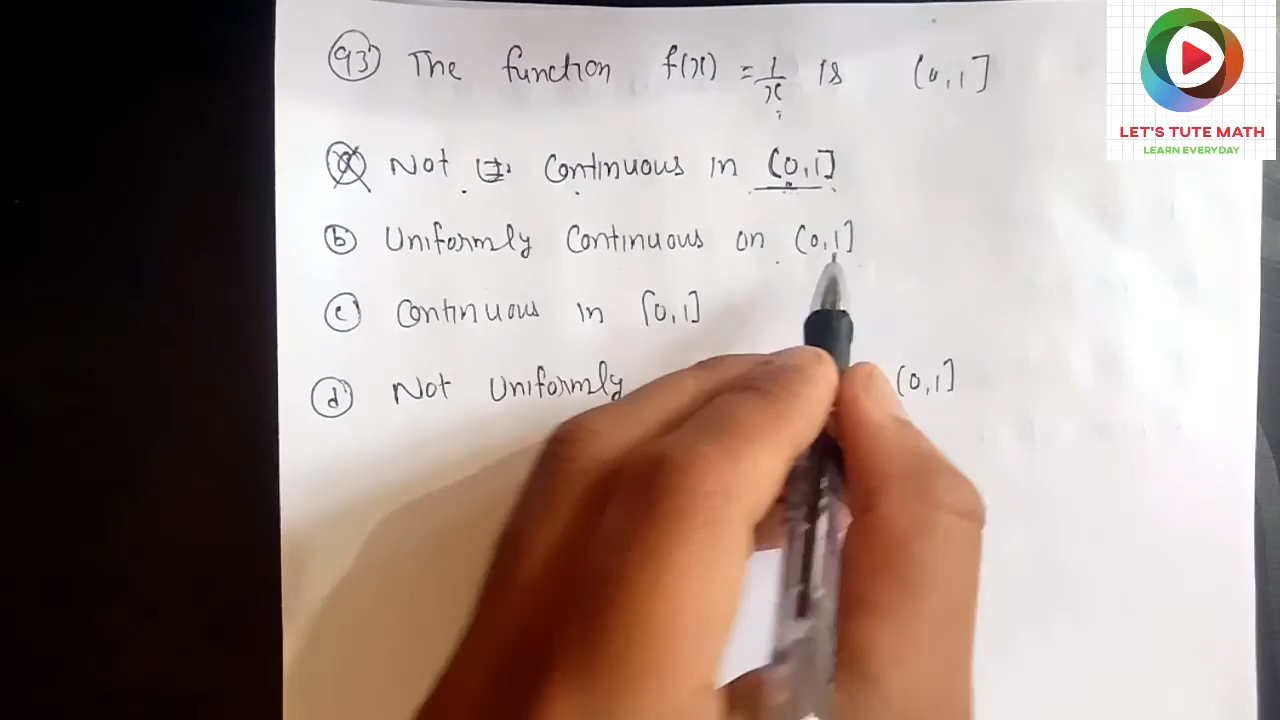 93 The function f(x) = 1/x is (0,1]
a Not continuous in (0,1]
b Uniformly continuous on (0,1]
c Continuous in [0,1]
d Not Uniformly (0,1]
LET'S TUTE MATH
LEARN EVERYDAY